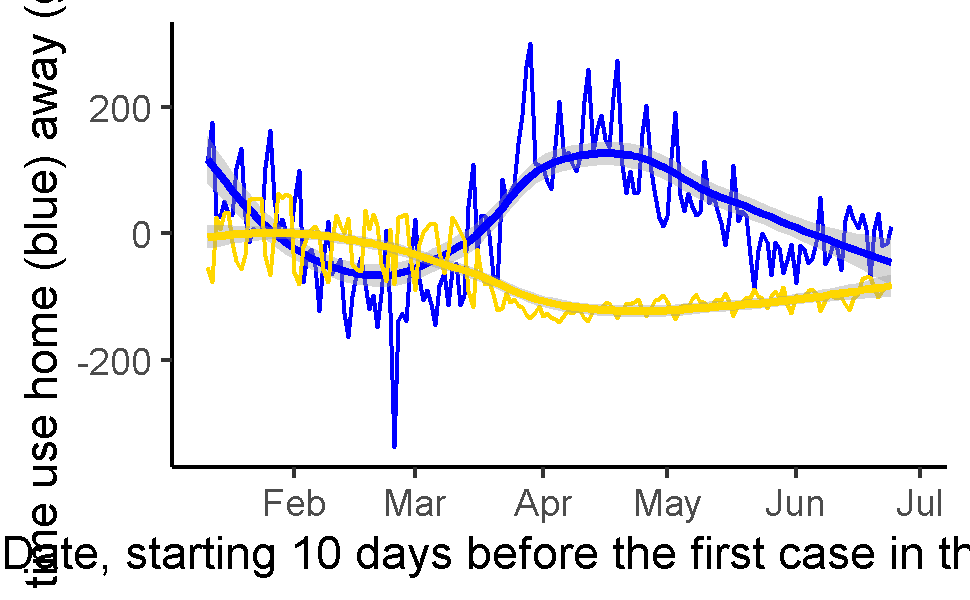 time use home (blue) away (g
200
0
-200
Feb Mar Apr May Jun Jul
Date, starting 10 days before the first case in th